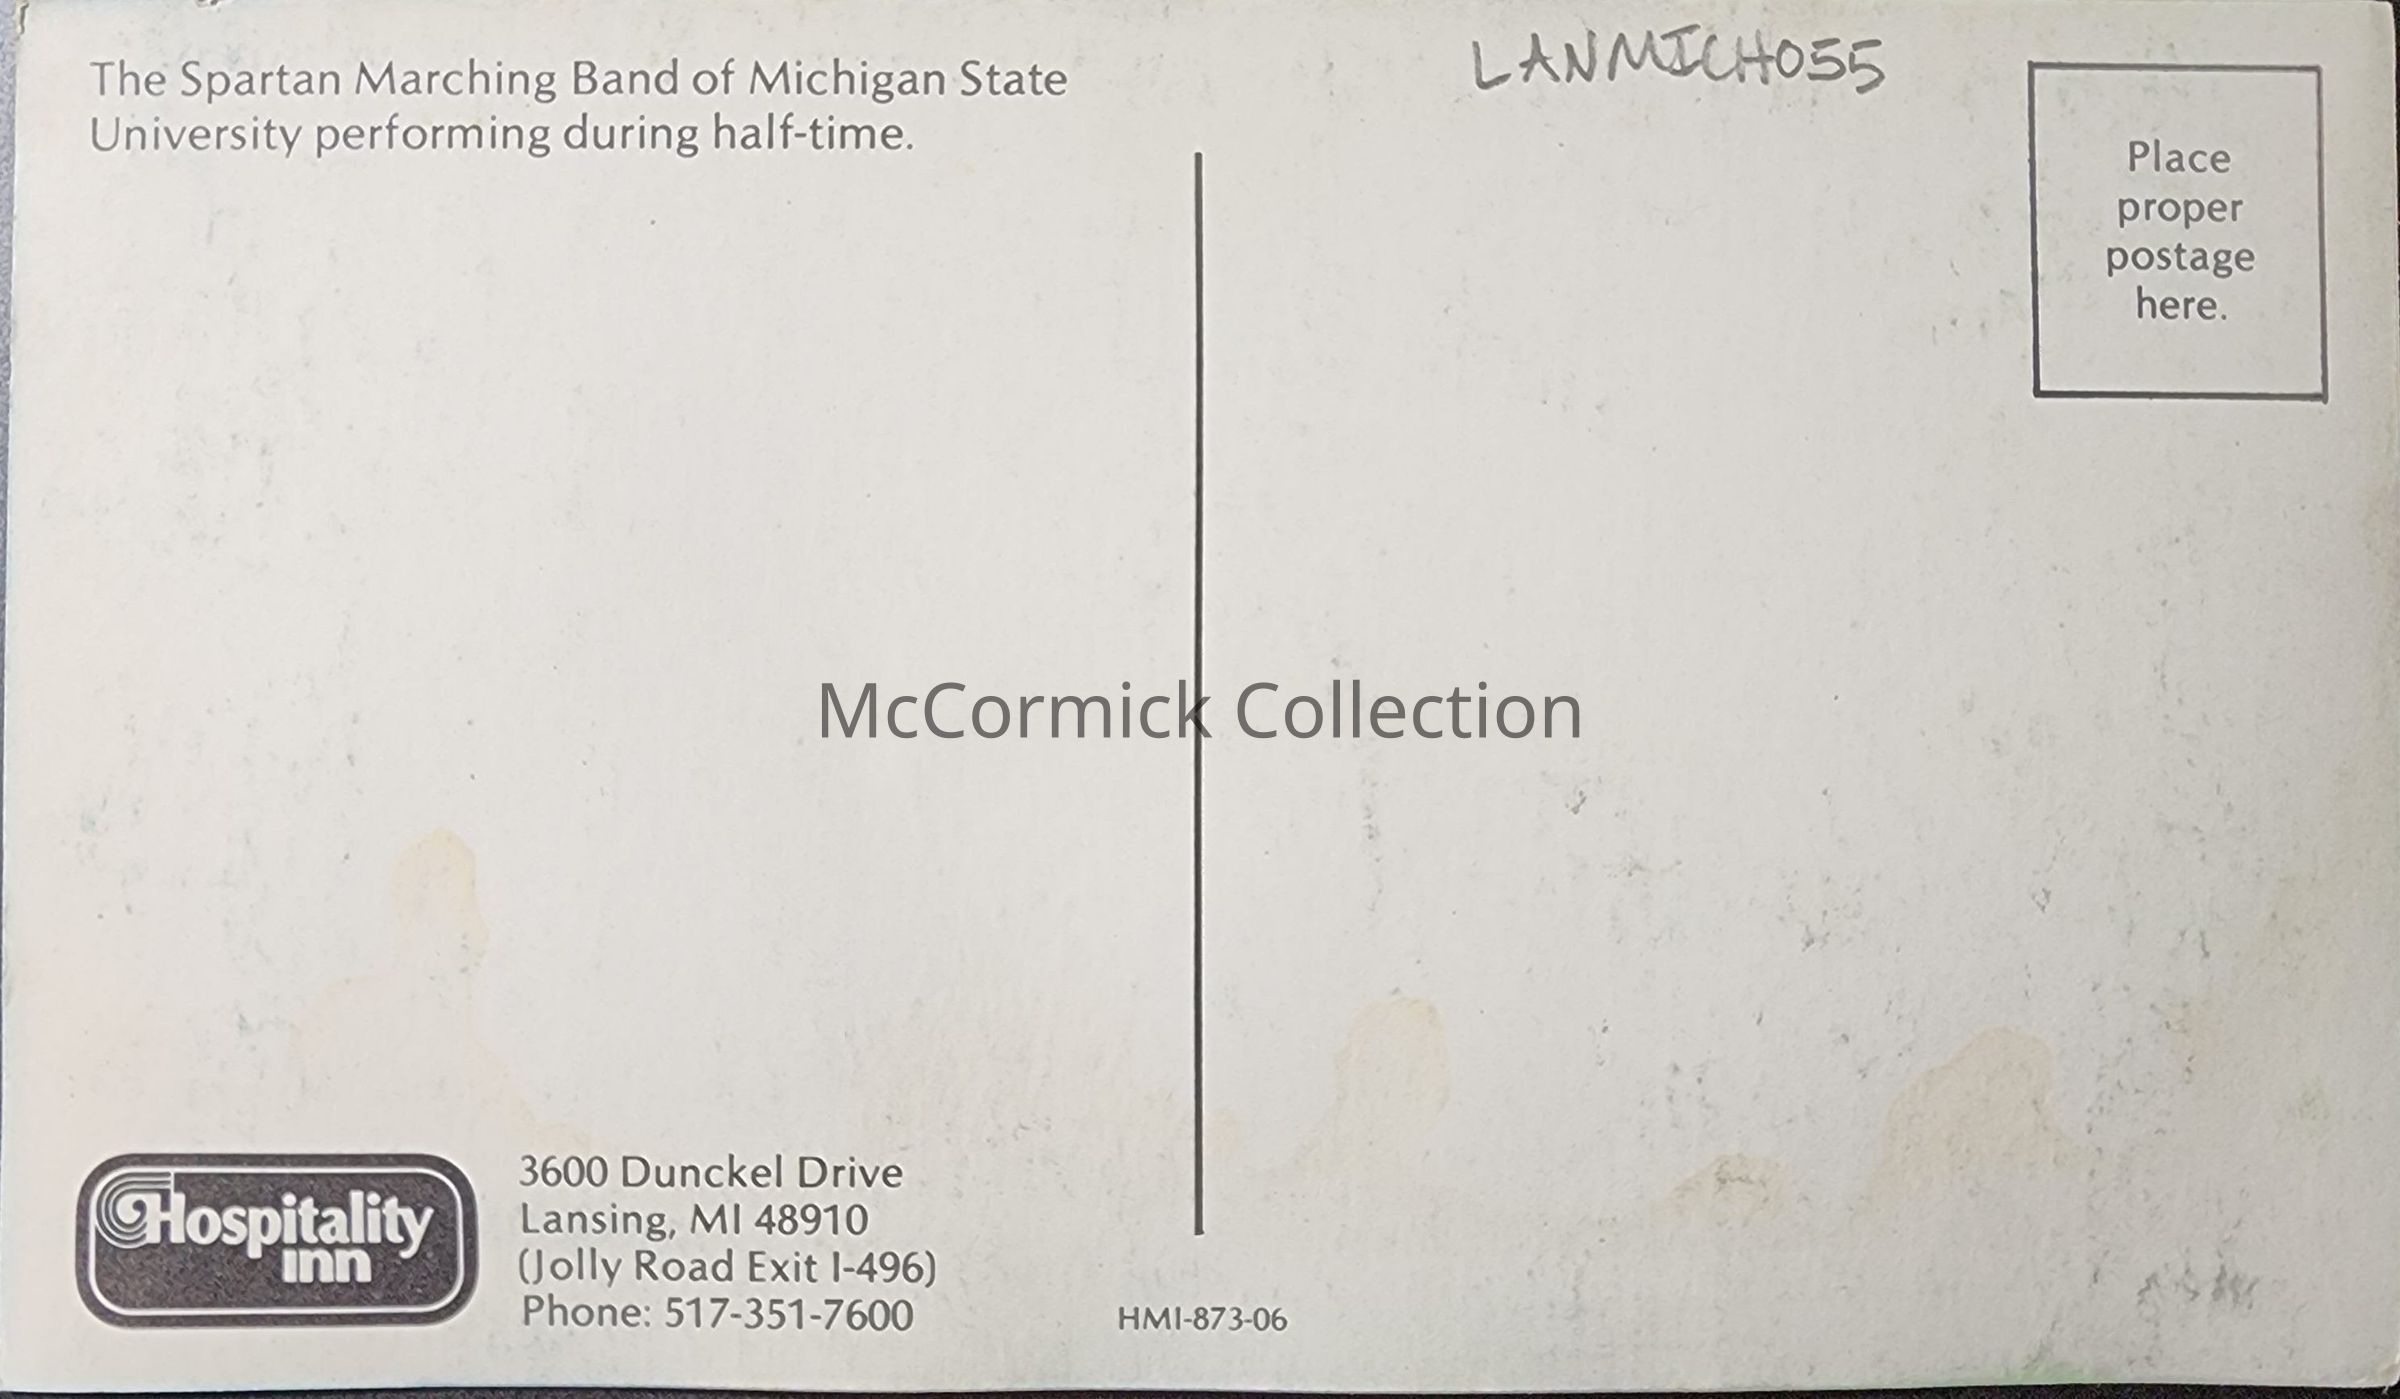 The Spartan Marching Band of Michigan State
University performing during half-time.
LANMICH055
Place
proper
postage
here.
McCormick Collection
Hospitality
inn
3600 Dunckel Drive
Lansing, MI 48910
(Jolly Road Exit I-496)
Phone: 517-351-7600
HMI-873-06